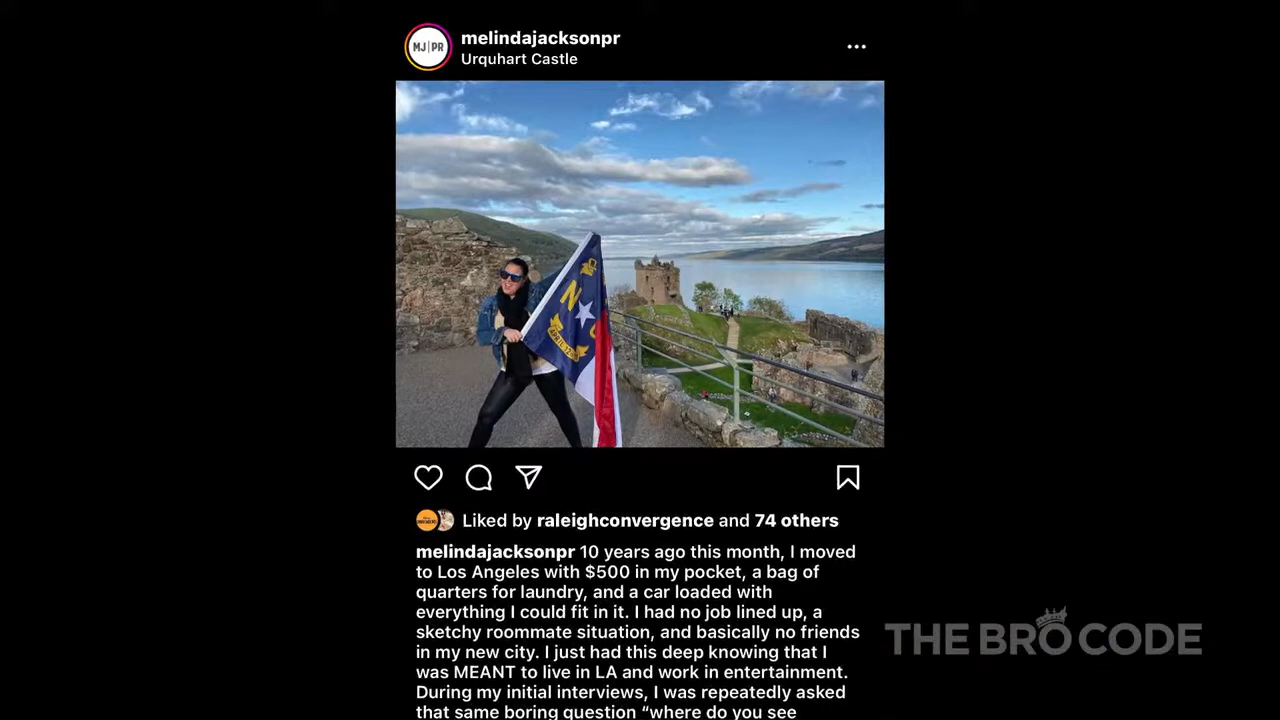 MJ|PR
melindajacksonpr
Urquhart Castle
N
C
Liked by raleighconvergence and 74 others
melindajacksonpr 10 years ago this month, I moved
to Los Angeles with $500 in my pocket, a bag of
quarters for laundry, and a car loaded with
everything I could fit in it. I had no job lined up, a
sketchy roommate situation, and basically no friends
in my new city. I just had this deep knowing that I
was MEANT to live in LA and work in entertainment.
During my initial interviews, I was repeatedly asked
that same boring question “where do you see
THE BRO CODE